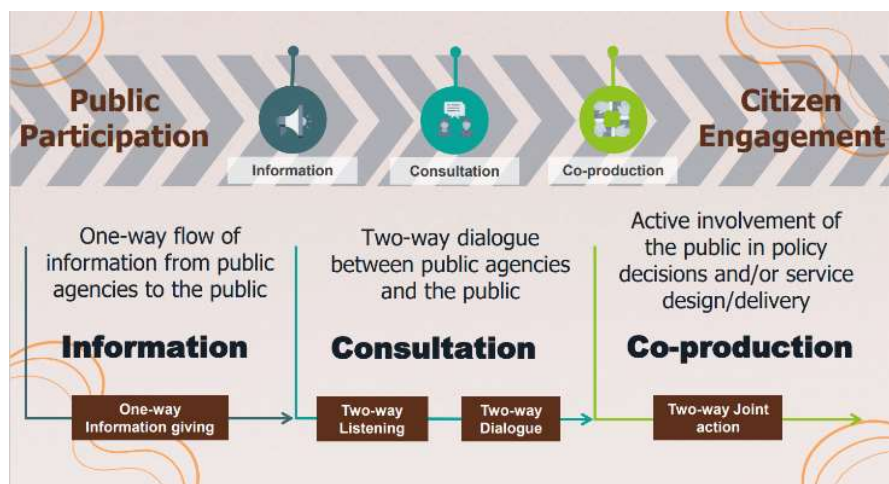 Public
Participation
Information
Consultation
Co-production
Citizen
Engagement
One-way flow of
information from public
agencies to the public
Information
One-way
Information giving
Two-way dialogue
between public agencies
and the public
Consultation
Two-way
Listening
Two-way
Dialogue
Active involvement of
the public in policy
decisions and/or service
design/delivery
Co-production
Two-way Joint
action